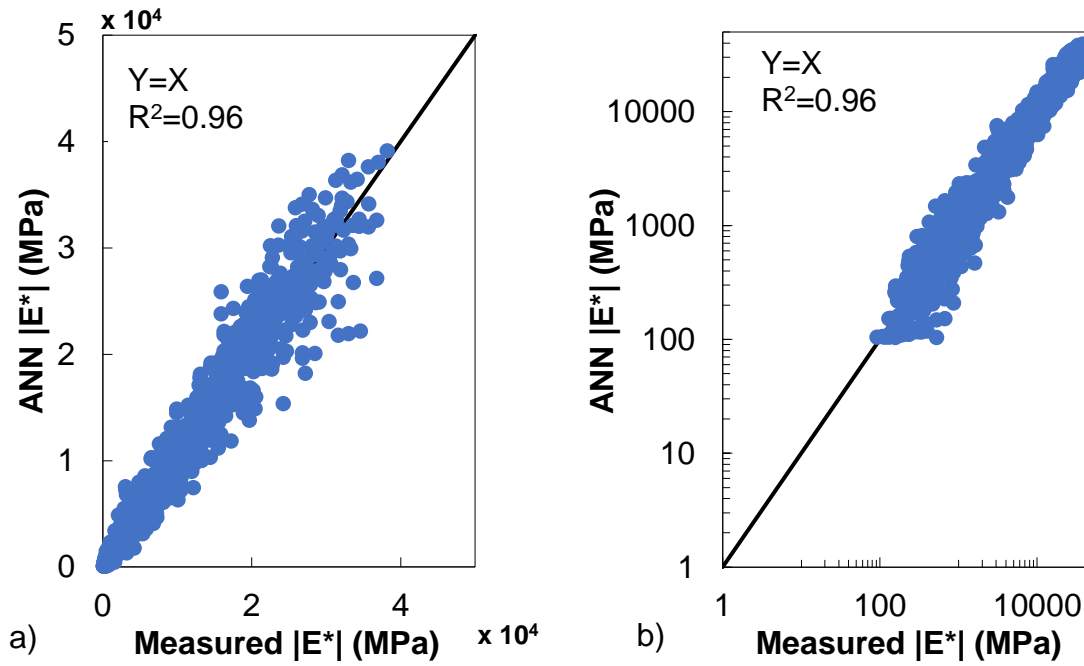 x 10⁴
5
4
3
2
1
0
ANN |E*| (MPa)
Y=X
R²=0.96
0
2
4
Measured |E*| (MPa)
x 10⁴
a)
10000
1000
100
10
1
ANN |E*| (MPa)
Y=X
R²=0.96
1
100
10000
Measured |E*| (MPa)
b)